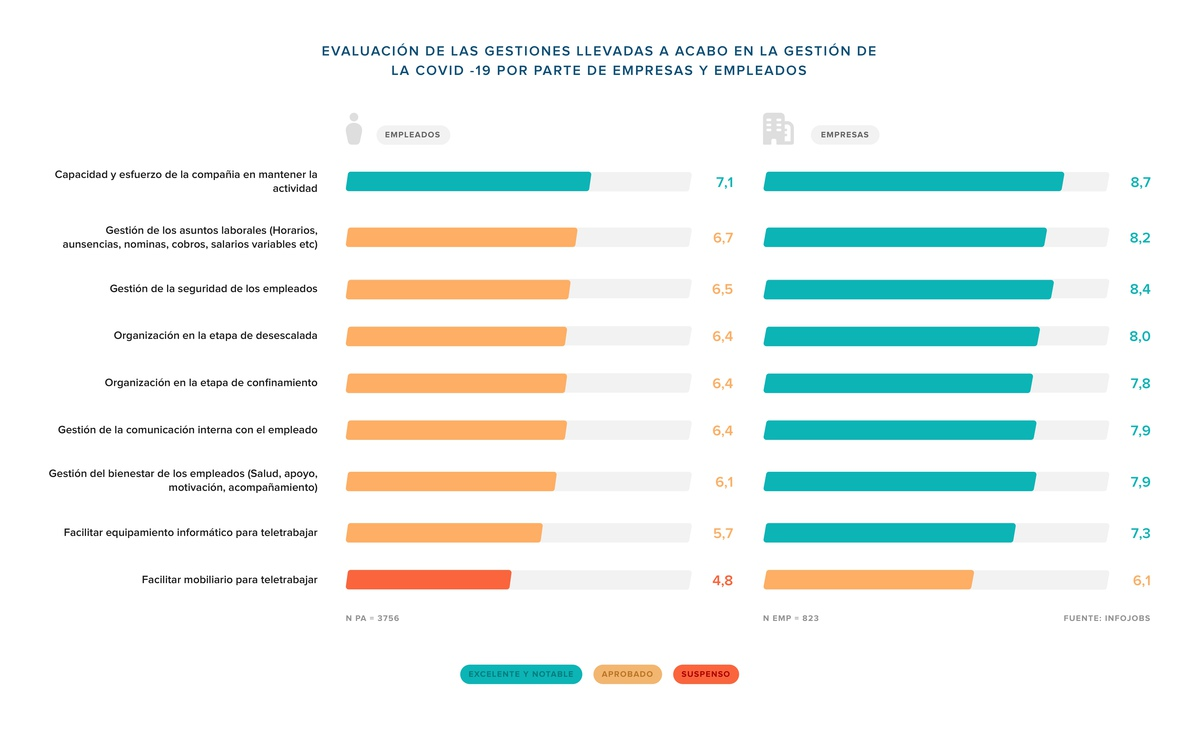 EVALUACIÓN DE LAS GESTIONES LLEVADAS A ACABO EN LA GESTIÓN DE
LA COVID -19 POR PARTE DE EMPRESAS Y EMPLEADOS
EMPLEADOS
EMPRESAS
Capacidad y esfuerzo de la compañia en mantener la
actividad
7,1
8,7
Gestión de los asuntos laborales (Horarios,
aunsencias, nominas, cobros, salarios variables etc)
6,7
8,2
Gestión de la seguridad de los empleados
6,5
8,4
Organización en la etapa de desescalada
6,4
8,0
Organización en la etapa de confinamiento
6,4
7,8
Gestión de la comunicación interna con el empleado
6,4
7,9
Gestión del bienestar de los empleados (Salud, apoyo,
motivación, acompañamiento)
6,1
7,9
Facilitar equipamiento informático para teletrabajar
5,7
7,3
Facilitar mobiliario para teletrabajar
4,8
6,1
N PA = 3756
N EMP = 823
FUENTE: INFOJOBS
EXCELENTE Y NOTABLE
APROBADO
SUSPENSO